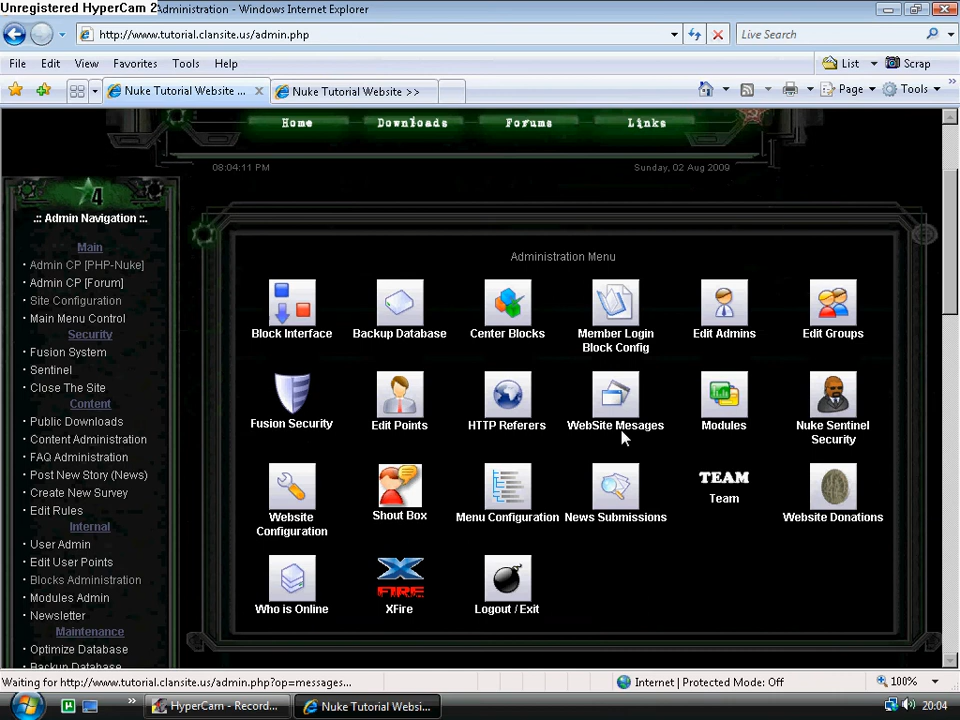 Unregistered HyperCam 2
Administration - Windows Internet Explorer
http://www.tutorial.clansite.us/admin.php
Live Search
File Edit View Favorites Tools Help
List Scrap
Nuke Tutorial Website ...
Nuke Tutorial Website >>
Page Tools
Home Downloads Forums Links
08:04:11 PM
Sunday, 02 Aug 2009
4
.:: Admin Navigation ::.
Main
Admin CP [PHP-Nuke]
Admin CP [Forum]
Site Configuration
Main Menu Control
Security
Fusion System
Sentinel
Close The Site
Content
Public Downloads
Content Administration
FAQ Administration
Post New Story (News)
Create New Survey
Edit Rules
Internal
User Admin
Edit User Points
Blocks Administration
Modules Admin
Newsletter
Maintenance
Optimize Database
Backup Database
Administration Menu
Block Interface
Backup Database
Center Blocks
Member Login
Block Config
Edit Admins
Edit Groups
Fusion Security
Edit Points
HTTP Referers
WebSite Mesages
Modules
Nuke Sentinel
Security
Website
Configuration
Shout Box
Menu Configuration
News Submissions
TEAM
Team
Website Donations
Who is Online
XFIRE
XFire
Logout / Exit
Waiting for http://www.tutorial.clansite.us/admin.php?op=messages...
Internet | Protected Mode: Off
100%
HyperCam - Record...
Nuke Tutorial Websi...
20:04